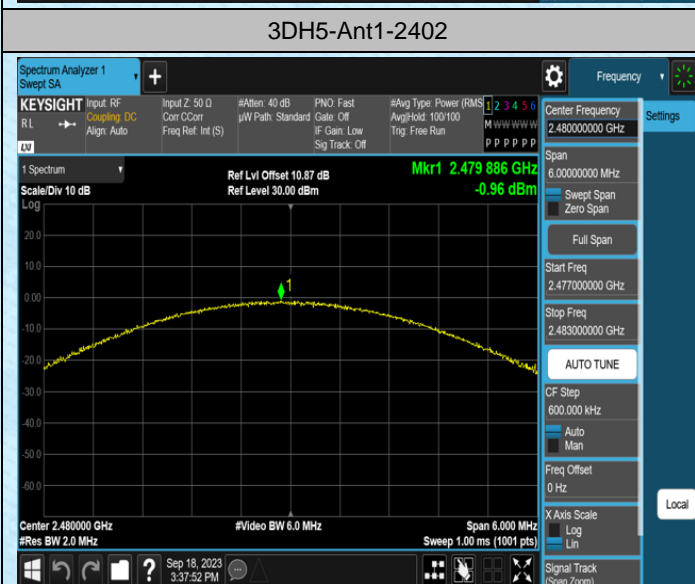 3DH5-Ant1-2402
Spectrum Analyzer 1
Swept SA
Frequency
KEYSIGHT
RL
LXI
Input: RF
Coupling: DC
Align: Auto
Input Z: 50 Ω
Corr CCorr
Freq Ref: Int (S)
#Atten: 40 dB
µW Path: Standard
PNO: Fast
Gate: Off
IF Gain: Low
Sig Track: Off
#Avg Type: Power (RMS
Avg|Hold: 100/100
Trig: Free Run
1 2 3 4 5 6
M W W W W W
P P P P P P
1 Spectrum
Scale/Div 10 dB
Log
Ref Lvl Offset 10.87 dB
Ref Level 30.00 dBm
Mkr1 2.479 886 GHz
-0.96 dBm
20.0
10.0
0.00
-10.0
-20.0
-30.0
-40.0
-50.0
-60.0
1
Center 2.480000 GHz
#Res BW 2.0 MHz
#Video BW 6.0 MHz
Span 6.000 MHz
Sweep 1.00 ms (1001 pts)
Sep 18, 2023
3:37:52 PM
Center Frequency
2.480000000 GHz
Span
6.00000000 MHz
Swept Span
Zero Span
Full Span
Start Freq
2.477000000 GHz
Stop Freq
2.483000000 GHz
AUTO TUNE
CF Step
600.000 kHz
Auto
Man
Freq Offset
0 Hz
X Axis Scale
Log
Lin
Signal Track
(Span Zoom)
Settings
Local